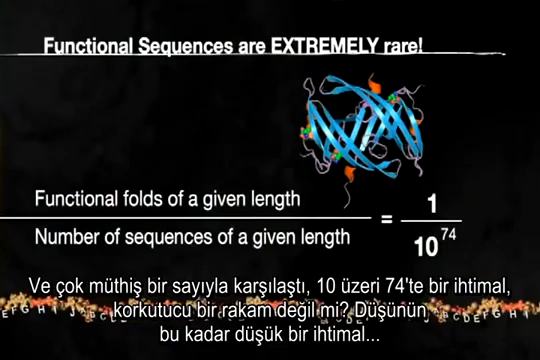 Functional Sequences are EXTREMELY rare!
Functional folds of a given length
Number of sequences of a given length
=
1
10^74
Ve çok müthiş bir sayıyla karşılaştı, 10 üzeri 74'te bir ihtimal,
korkutucu bir rakam değil mi? Düşünün,
bu kadar düşük bir ihtimal...